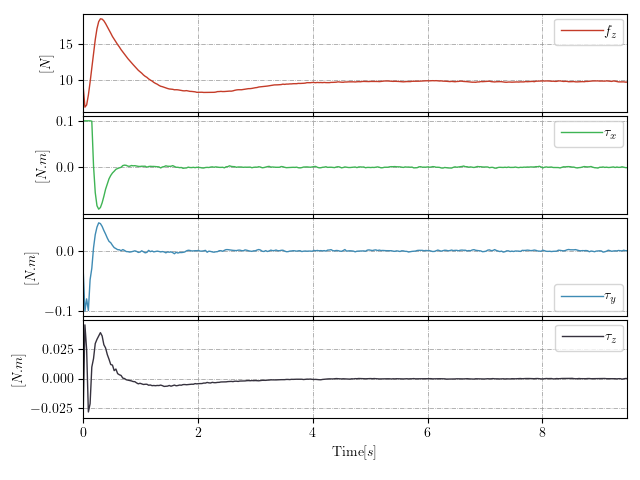 15
10
[N]
f_z
0.1
0.0
[N.m]
τ_x
0.0
−0.1
[N.m]
τ_y
0.025
0.000
−0.025
[N.m]
τ_z
0 2 4 6 8
Time[s]